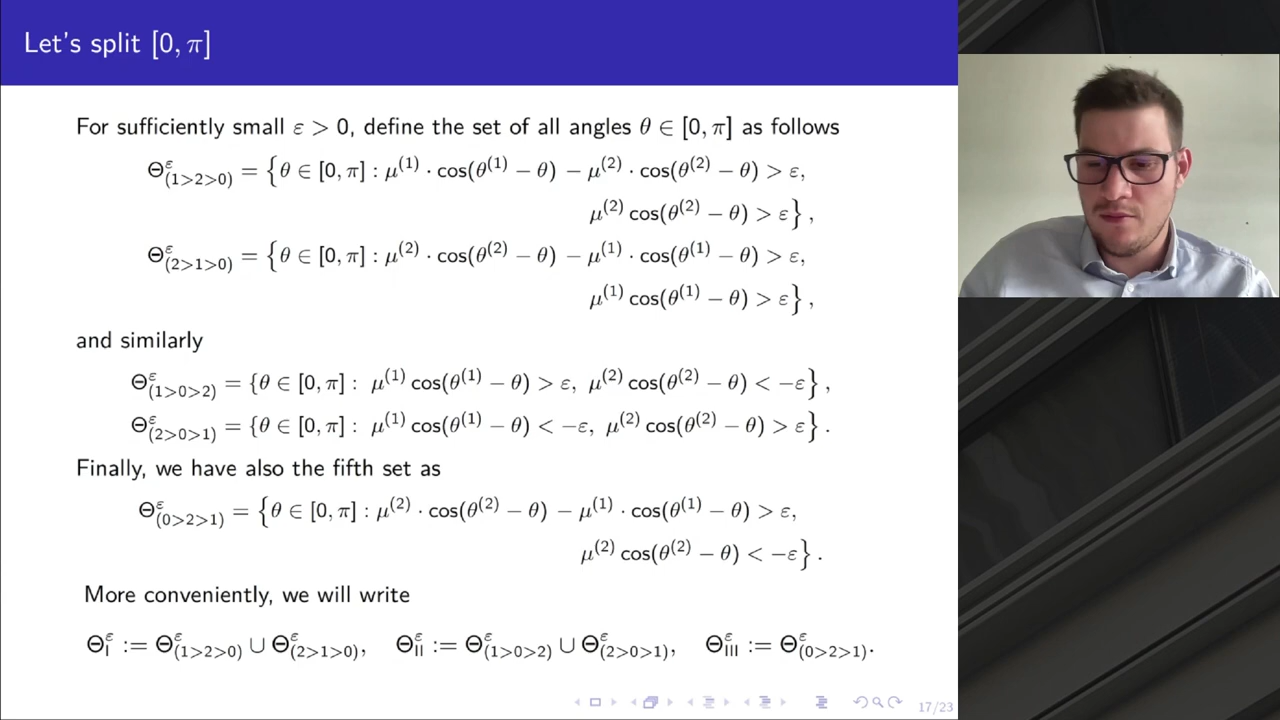 Let's split [0, π]
For sufficiently small ε > 0, define the set of all angles θ ∈ [0, π] as follows
Θ^ε_(1>2>0) = {θ ∈ [0, π] : μ^(1) · cos(θ^(1) − θ) − μ^(2) · cos(θ^(2) − θ) > ε,
μ^(2) cos(θ^(2) − θ) > ε} ,
Θ^ε_(2>1>0) = {θ ∈ [0, π] : μ^(2) · cos(θ^(2) − θ) − μ^(1) · cos(θ^(1) − θ) > ε,
μ^(1) cos(θ^(1) − θ) > ε} ,
and similarly
Θ^ε_(1>0>2) = {θ ∈ [0, π] : μ^(1) cos(θ^(1) − θ) > ε, μ^(2) cos(θ^(2) − θ) < −ε} ,
Θ^ε_(2>0>1) = {θ ∈ [0, π] : μ^(1) cos(θ^(1) − θ) < −ε, μ^(2) cos(θ^(2) − θ) > ε} .
Finally, we have also the fifth set as
Θ^ε_(0>2>1) = {θ ∈ [0, π] : μ^(2) · cos(θ^(2) − θ) − μ^(1) · cos(θ^(1) − θ) > ε,
μ^(2) cos(θ^(2) − θ) < −ε} .
More conveniently, we will write
Θ^ε_I := Θ^ε_(1>2>0) ∪ Θ^ε_(2>1>0), Θ^ε_II := Θ^ε_(1>0>2) ∪ Θ^ε_(2>0>1), Θ^ε_III := Θ^ε_(0>2>1).
17/23